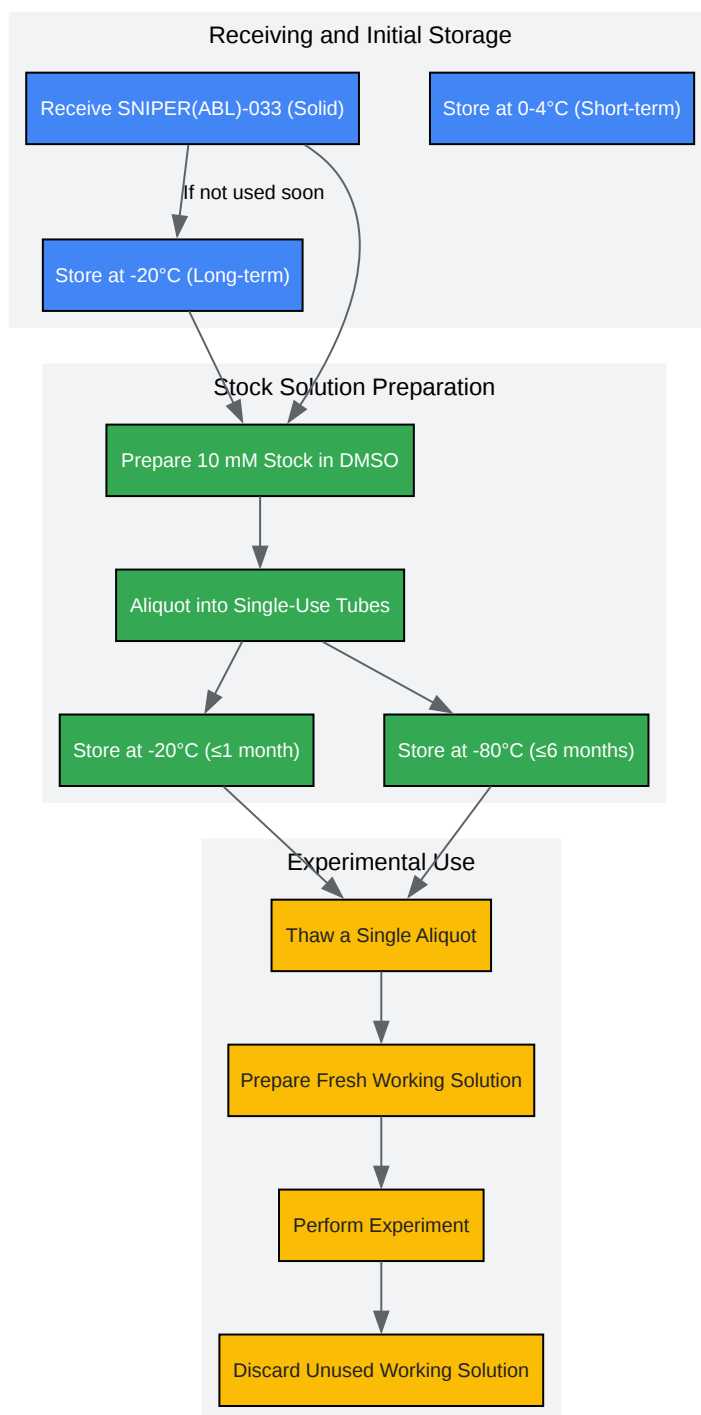 Receiving and Initial Storage
Receive SNIPER(ABL)-033 (Solid)
Store at 0-4°C (Short-term)
If not used soon
Store at -20°C (Long-term)
Stock Solution Preparation
Prepare 10 mM Stock in DMSO
Aliquot into Single-Use Tubes
Store at -20°C (≤1 month)
Store at -80°C (≤6 months)
Experimental Use
Thaw a Single Aliquot
Prepare Fresh Working Solution
Perform Experiment
Discard Unused Working Solution